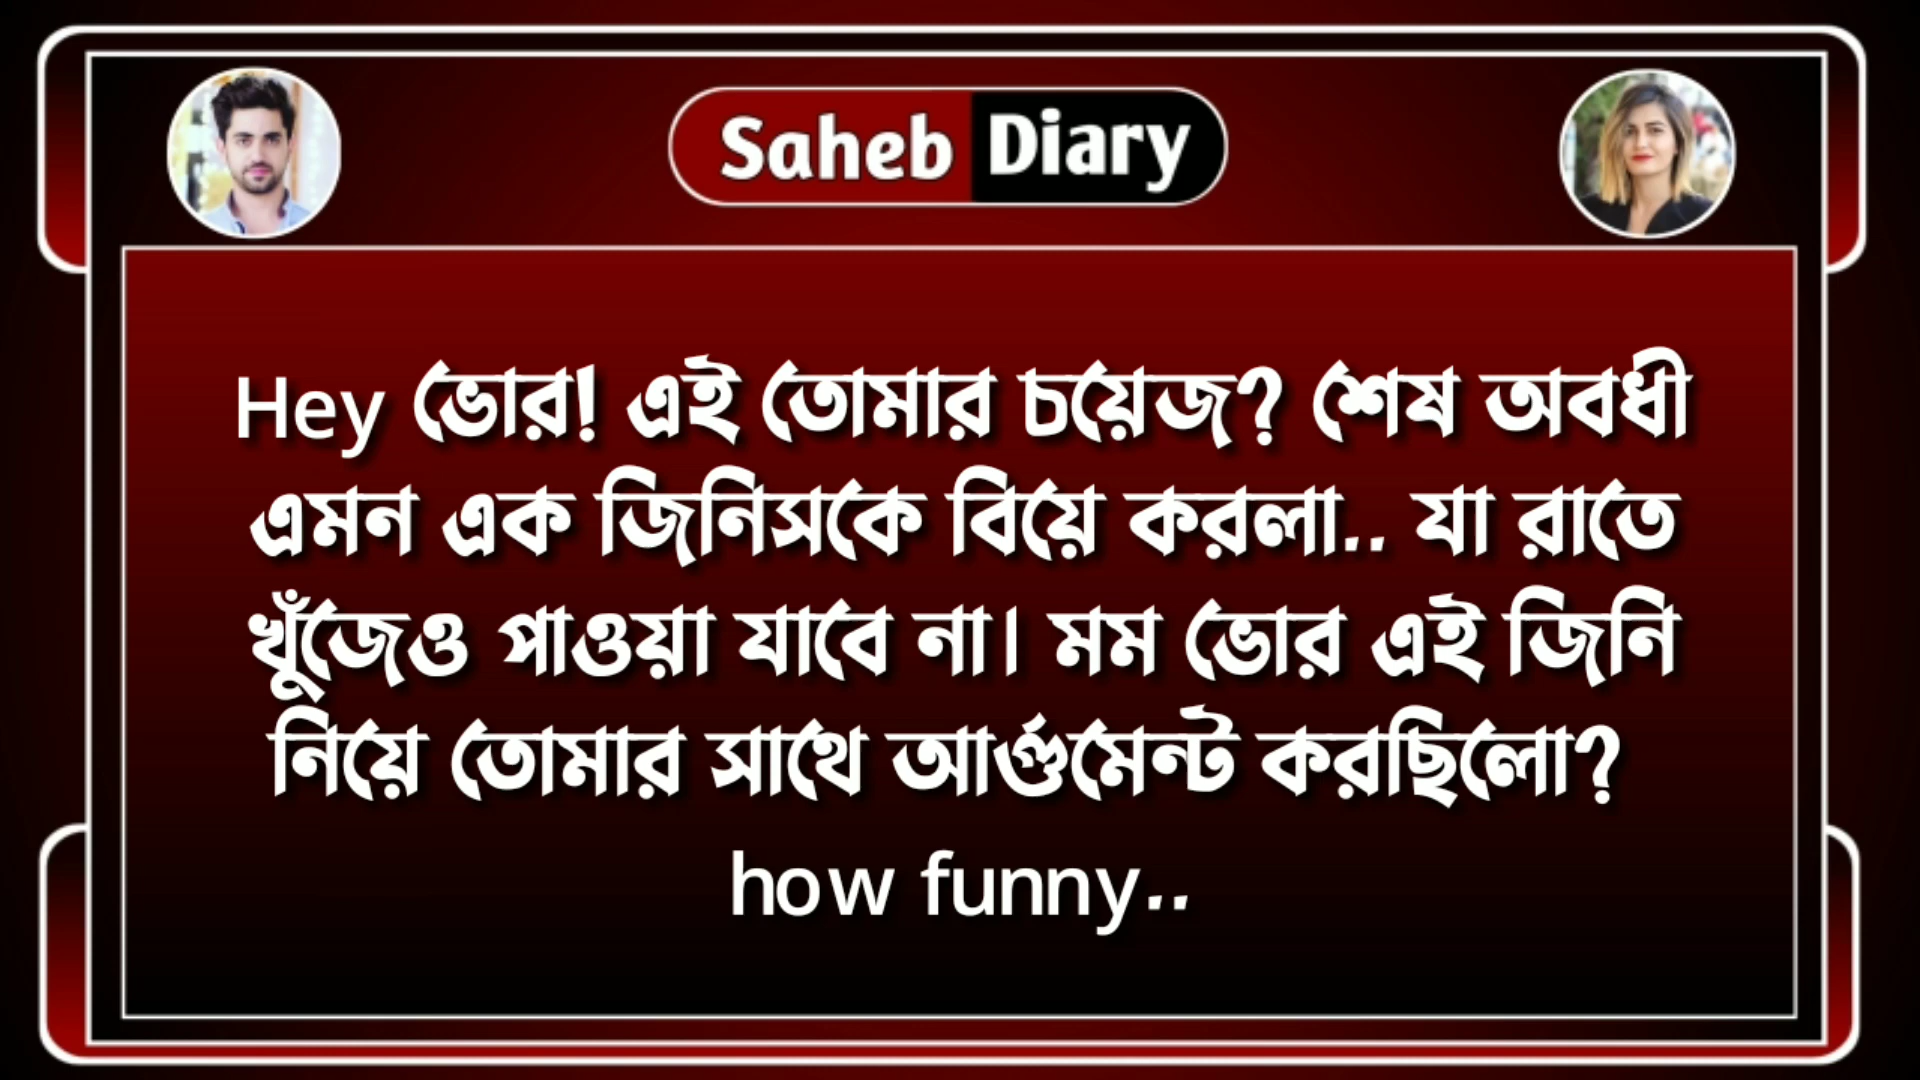 Saheb Diary
Hey ভোর! এই তোমার চয়েজ? শেষ অবধী
এমন এক জিনিসকে বিয়ে করলা.. যা রাতে
খুঁজেও পাওয়া যাবে না। মম ভোর এই জিনি
নিয়ে তোমার সাথে আর্গুমেন্ট করছিলো?
how funny..